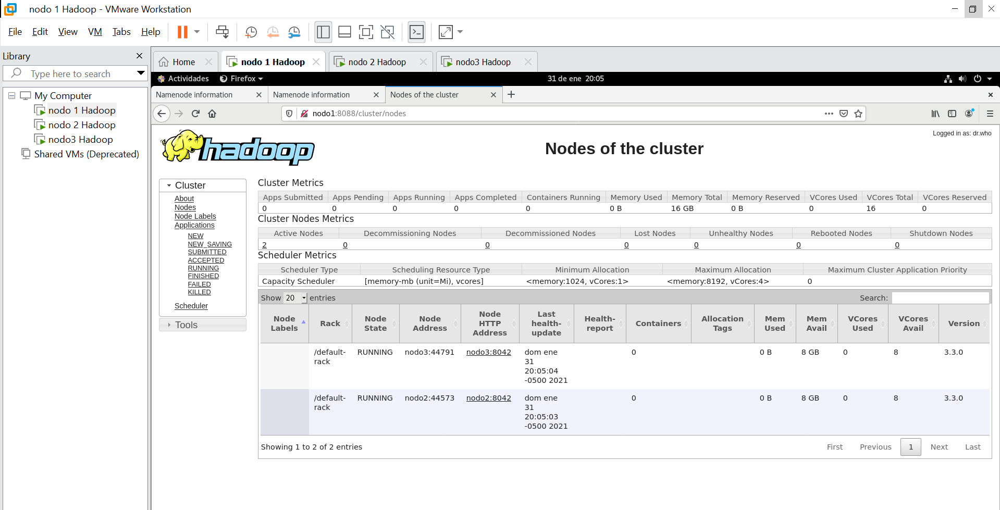 nodo 1 Hadoop - VMware Workstation
File Edit View VM Tabs Help
Library
Type here to search
My Computer
nodo 1 Hadoop
nodo 2 Hadoop
nodo3 Hadoop
Shared VMs (Deprecated)
Home nodo 1 Hadoop nodo 2 Hadoop nodo3 Hadoop
Actividades Firefox 31 de ene 20:05
Namenode information Namenode information Nodes of the cluster
nodo1:8088/cluster/nodes
Logged in as: dr.who
hadoop
Nodes of the cluster
Cluster
About
Nodes
Node Labels
Applications
NEW
NEW_SAVING
SUBMITTED
ACCEPTED
RUNNING
FINISHED
FAILED
KILLED
Scheduler
Tools
Cluster Metrics
Apps Submitted Apps Pending Apps Running Apps Completed Containers Running Memory Used Memory Total Memory Reserved VCores Used VCores Total VCores Reserved
0 0 0 0 0 0 B 16 GB 0 B 0 16 0
Cluster Nodes Metrics
Active Nodes Decommissioning Nodes Decommissioned Nodes Lost Nodes Unhealthy Nodes Rebooted Nodes Shutdown Nodes
2 0 0 0 0 0 0
Scheduler Metrics
Scheduler Type Scheduling Resource Type Minimum Allocation Maximum Allocation Maximum Cluster Application Priority
Capacity Scheduler [memory-mb (unit=Mi), vcores] <memory:1024, vCores:1> <memory:8192, vCores:4> 0
Show 20 entries Search:
Node Labels Rack Node State Node Address Node HTTP Address Last health-update Health-report Containers Allocation Tags Mem Used Mem Avail VCores Used VCores Avail Version
/default-rack RUNNING nodo3:44791 nodo3:8042 dom ene 31 20:05:04 -0500 2021 0 0 B 8 GB 0 8 3.3.0
/default-rack RUNNING nodo2:44573 nodo2:8042 dom ene 31 20:05:03 -0500 2021 0 0 B 8 GB 0 8 3.3.0
Showing 1 to 2 of 2 entries First Previous 1 Next Last